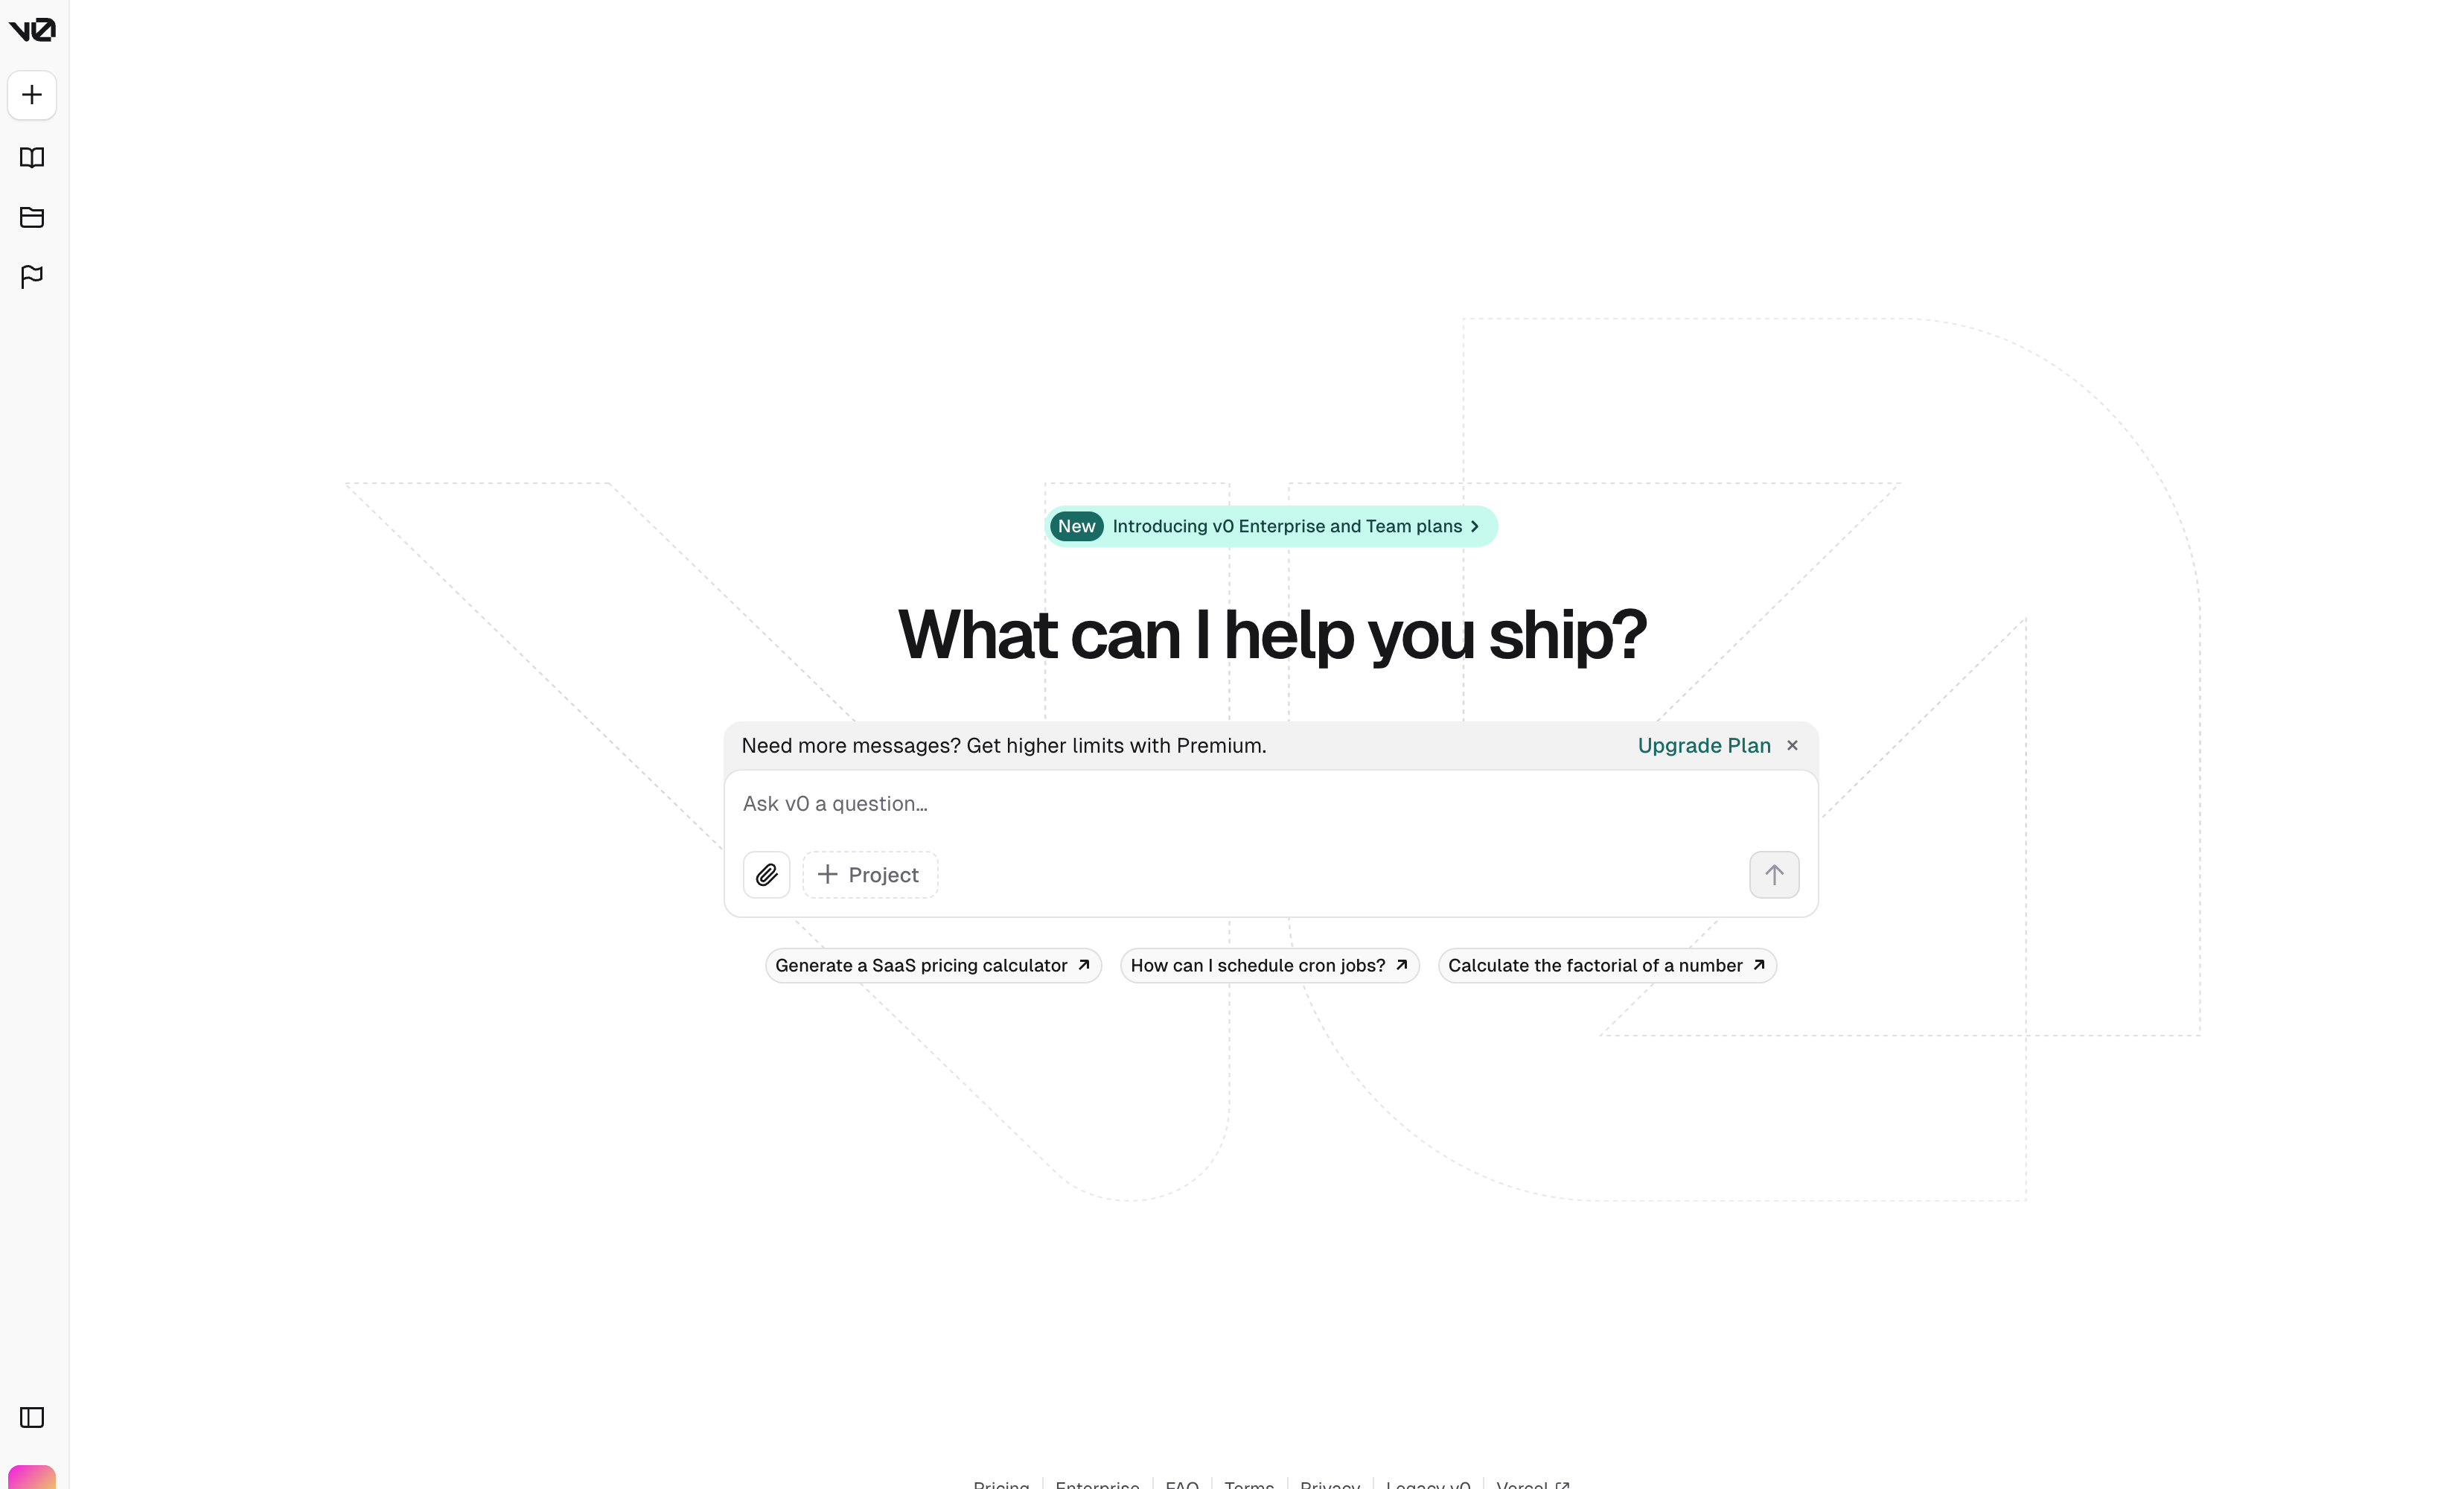 v0
New Introducing v0 Enterprise and Team plans
What can I help you ship?
Need more messages? Get higher limits with Premium. Upgrade Plan
Ask v0 a question...
Project
Generate a SaaS pricing calculator How can I schedule cron jobs? Calculate the factorial of a number
Pricing Enterprise FAQ Terms Privacy Legacy v0 Vercel